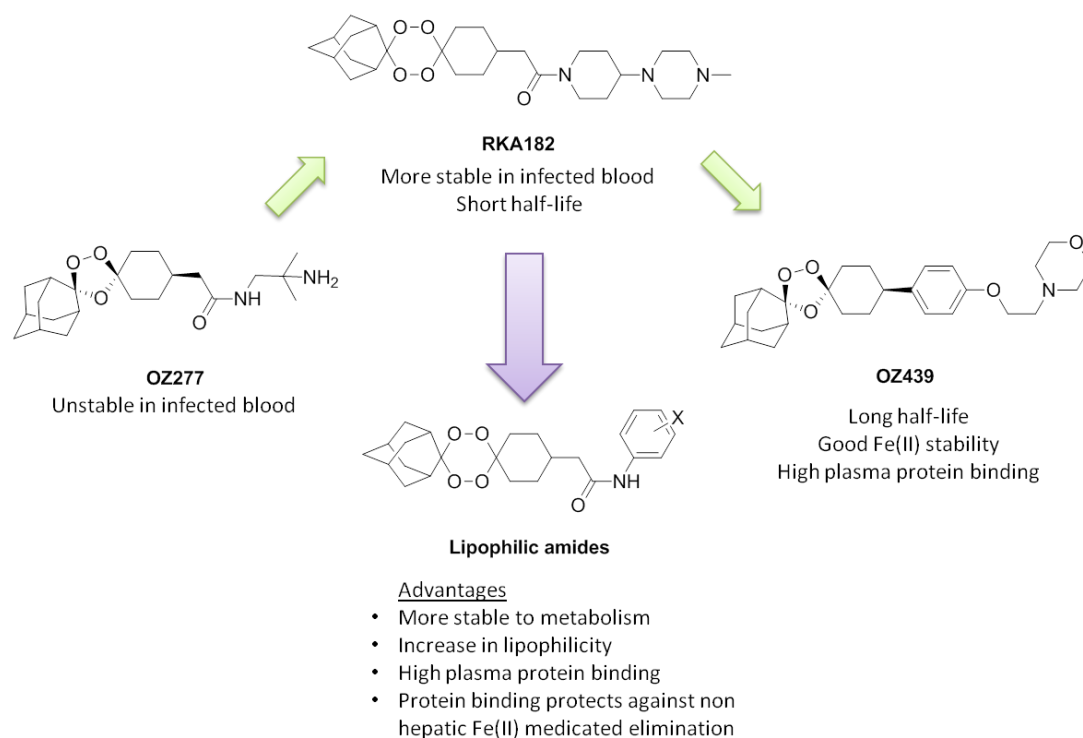 O-O
O-O
O
N
N
N
RKA182
More stable in infected blood
Short half-life
O-O
O
O
N
H
NH2
OZ277
Unstable in infected blood
O-O
O
O
N
O
OZ439
Long half-life
Good Fe(II) stability
High plasma protein binding
O-O
O-O
O
NH
X
Lipophilic amides
Advantages
• More stable to metabolism
• Increase in lipophilicity
• High plasma protein binding
• Protein binding protects against non
hepatic Fe(II) medicated elimination